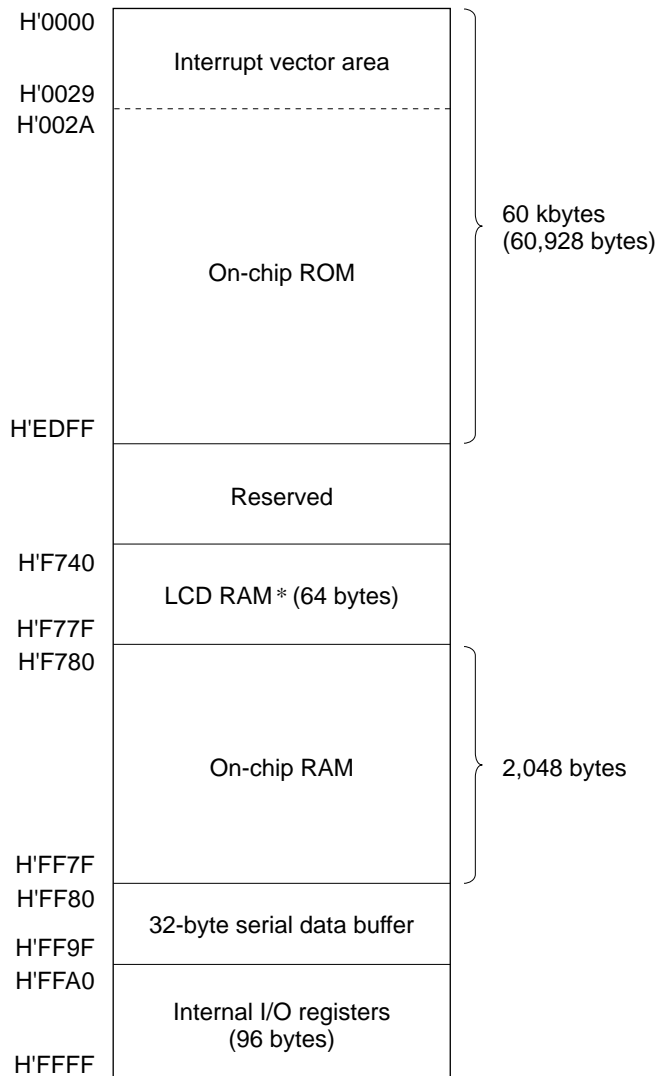 H'0000
Interrupt vector area
H'0029
H'002A
60 kbytes
(60,928 bytes)
On-chip ROM
H'EDFF
Reserved
H'F740
LCD RAM* (64 bytes)
H'F77F
H'F780
On-chip RAM
2,048 bytes
H'FF7F
H'FF80
32-byte serial data buffer
H'FF9F
H'FFA0
Internal I/O registers
(96 bytes)
H'FFFF